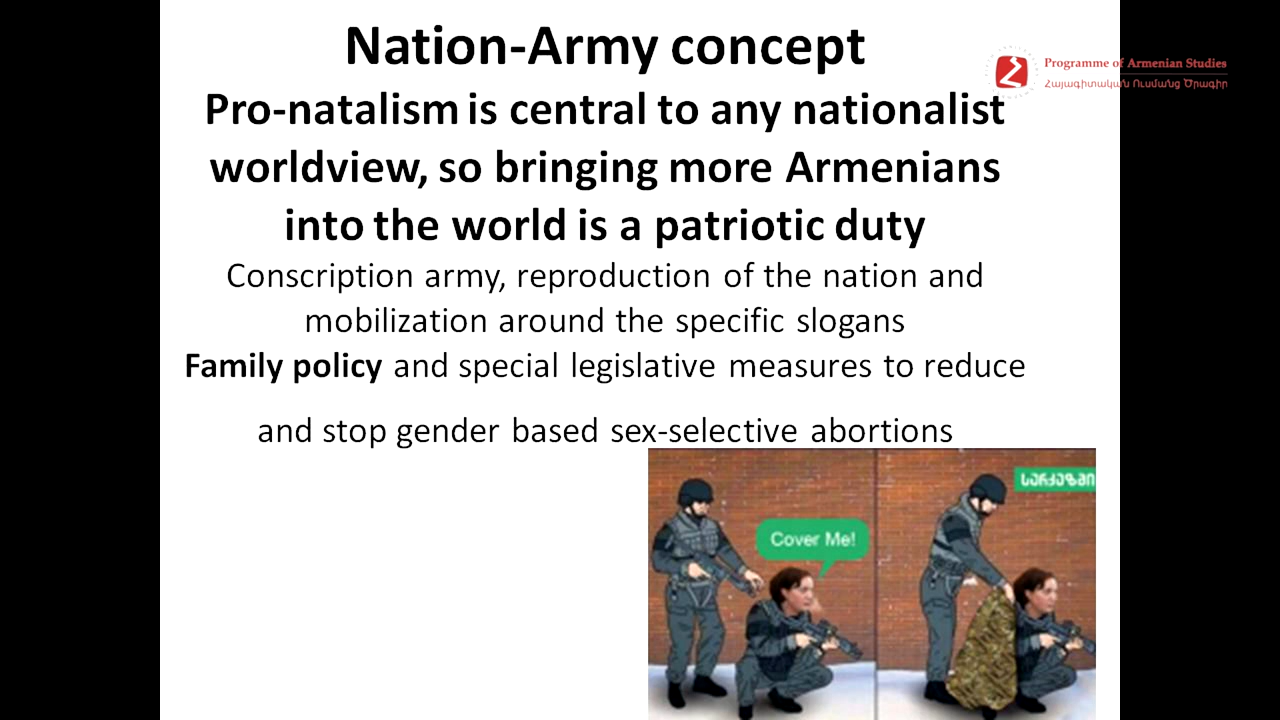 Nation-Army concept
Programme of Armenian Studies
Հայագիտական Ուսմանց Ծրագիր
Pro-natalism is central to any nationalist
worldview, so bringing more Armenians
into the world is a patriotic duty
Conscription army, reproduction of the nation and
mobilization around the specific slogans
Family policy and special legislative measures to reduce
and stop gender based sex-selective abortions
Cover Me!